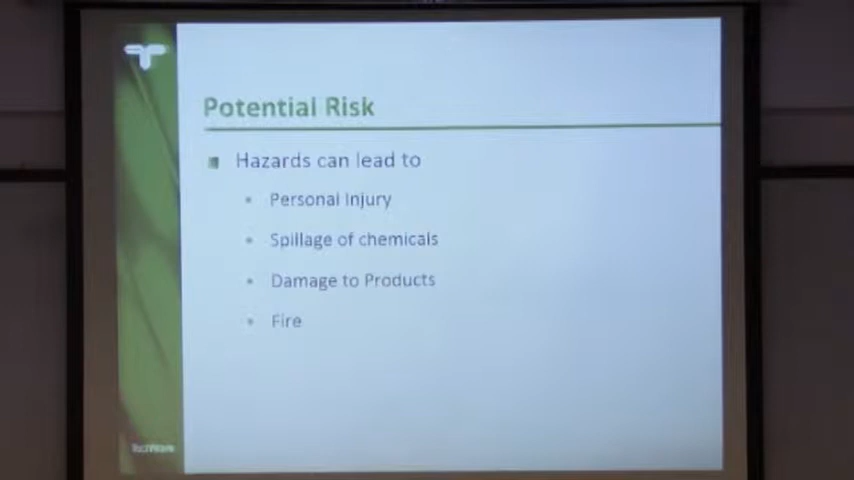 Potential Risk
Hazards can lead to
Personal Injury
Spillage of chemicals
Damage to Products
Fire